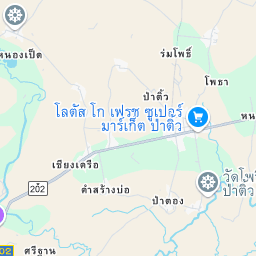 หนองเป็ด
ร่มโพธิ์
โพธา
ป่าติ้ว
โลตัส โก เฟรช ซูเปอร์
มาร์เก็ต ป่าติ้ว
เชียงเครือ
202
คำสร้างบ่อ
ป่าตอง
วัดโพธิ
ป่าติ้ว
ศรีฐาน
02